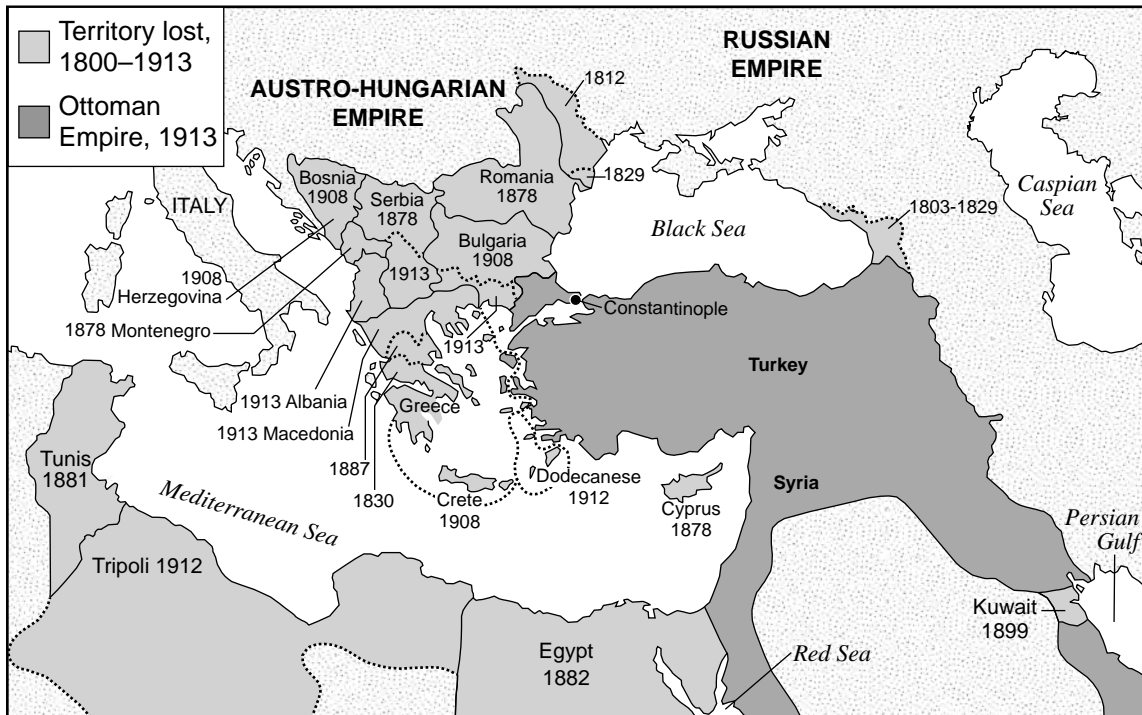 Territory lost,
1800–1913
Ottoman
Empire, 1913
RUSSIAN
EMPIRE
AUSTRO-HUNGARIAN
EMPIRE
1812
1829
Bosnia
1908
Serbia
1878
Romania
1878
ITALY
Caspian
Sea
1803-1829
Black Sea
Bulgaria
1908
1913
1908
Herzegovina
1878 Montenegro
Constantinople
1913
Turkey
1913 Albania
Greece
1913 Macedonia
1887
1830
Tunis
1881
Mediterranean Sea
Crete
1908
Dodecanese
1912
Cyprus
1878
Syria
Persian
Gulf
Tripoli 1912
Kuwait
1899
Egypt
1882
Red Sea